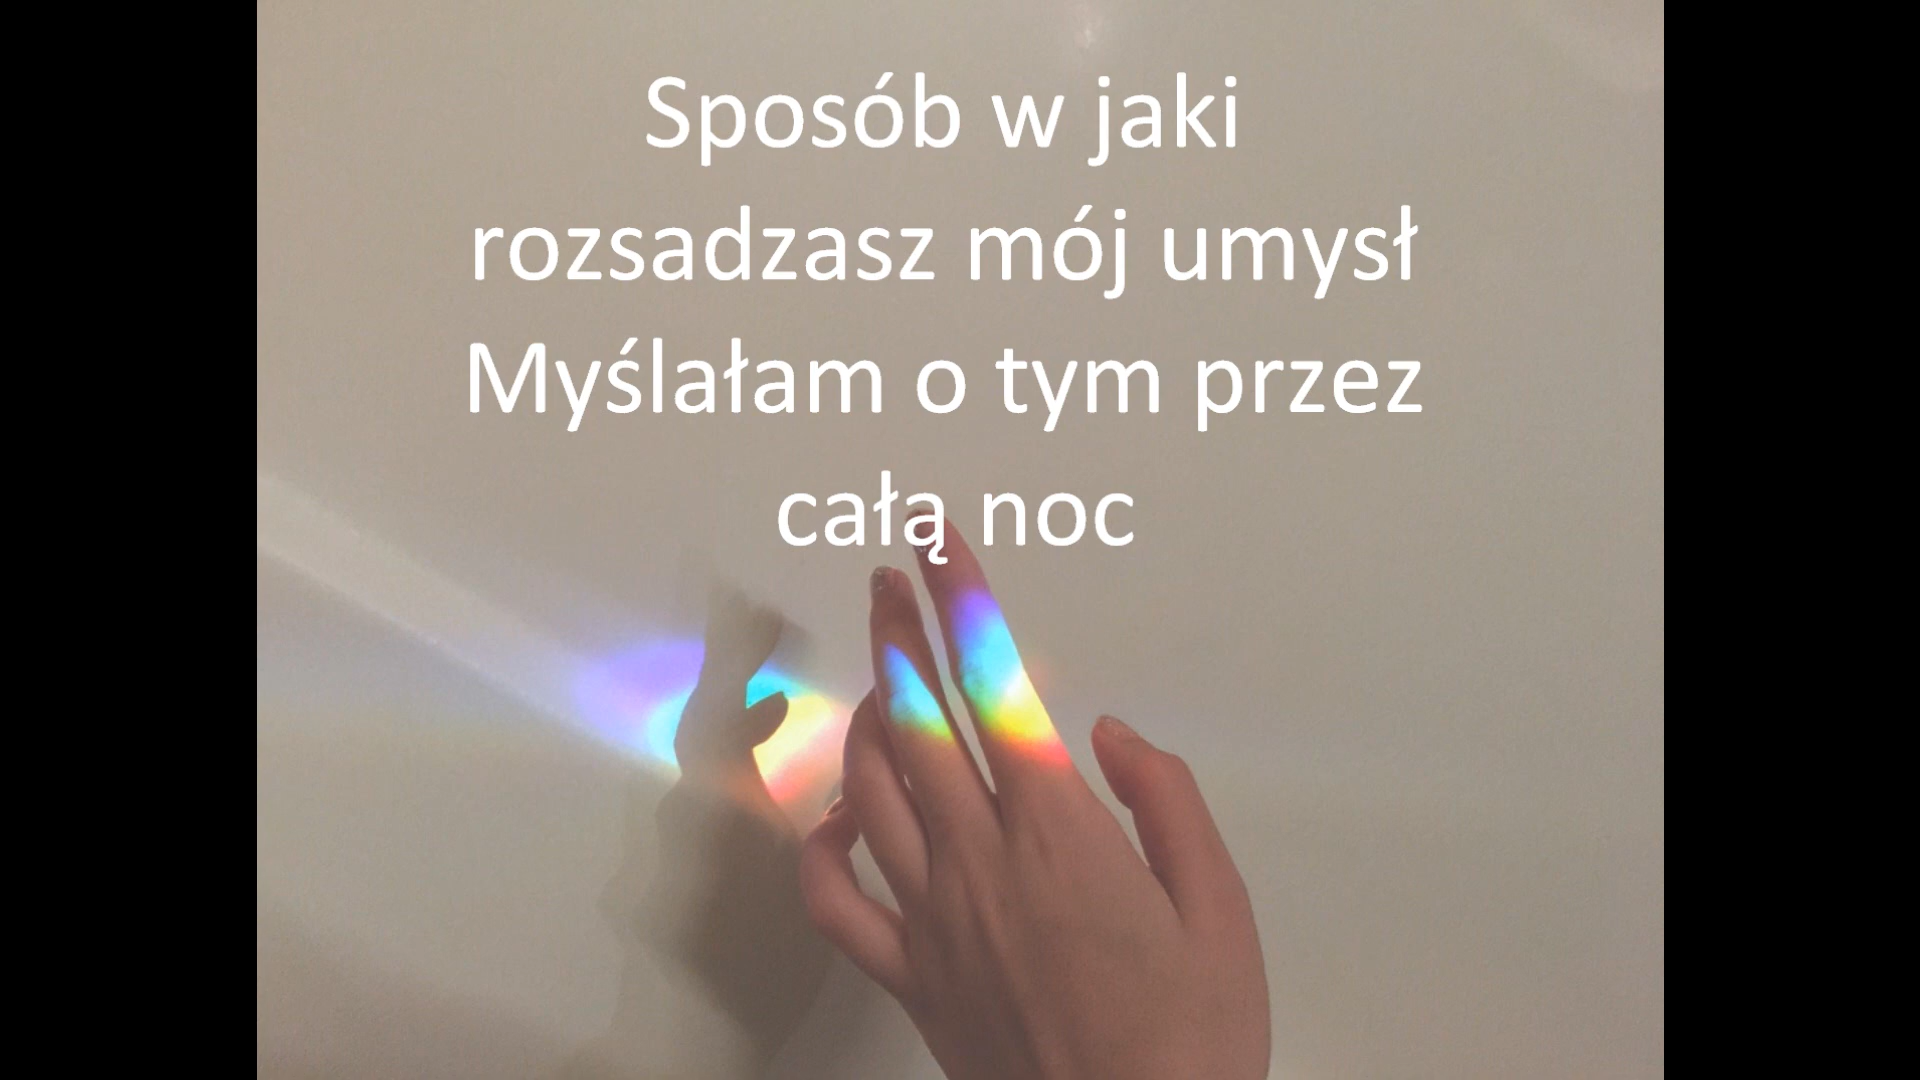 Sposób w jaki
rozsadzasz mój umysł
Myślałam o tym przez
całą noc